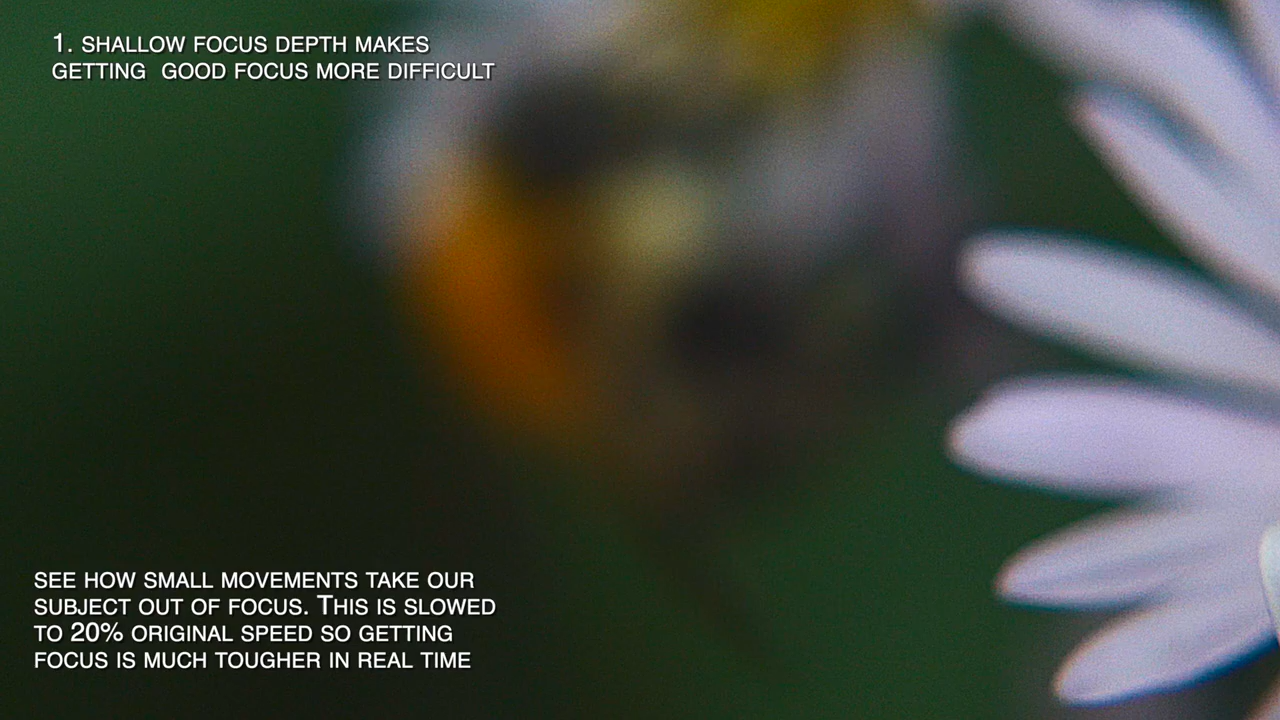 1. SHALLOW FOCUS DEPTH MAKES
GETTING  GOOD FOCUS MORE DIFFICULT
SEE HOW SMALL MOVEMENTS TAKE OUR
SUBJECT OUT OF FOCUS. THIS IS SLOWED
TO 20% ORIGINAL SPEED SO GETTING
FOCUS IS MUCH TOUGHER IN REAL TIME